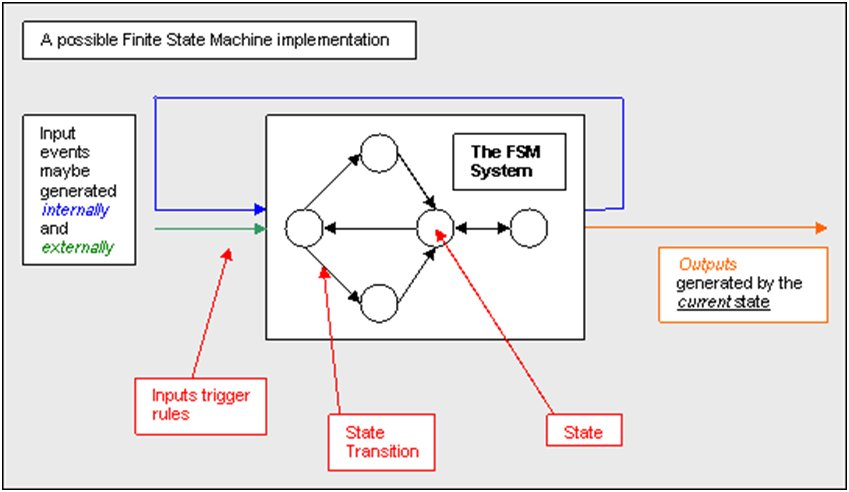 A possible Finite State Machine implementation
Input
events
maybe
generated
internally
and
externally
The FSM
System
Outputs
generated by the
current state
Inputs trigger
rules
State
Transition
State